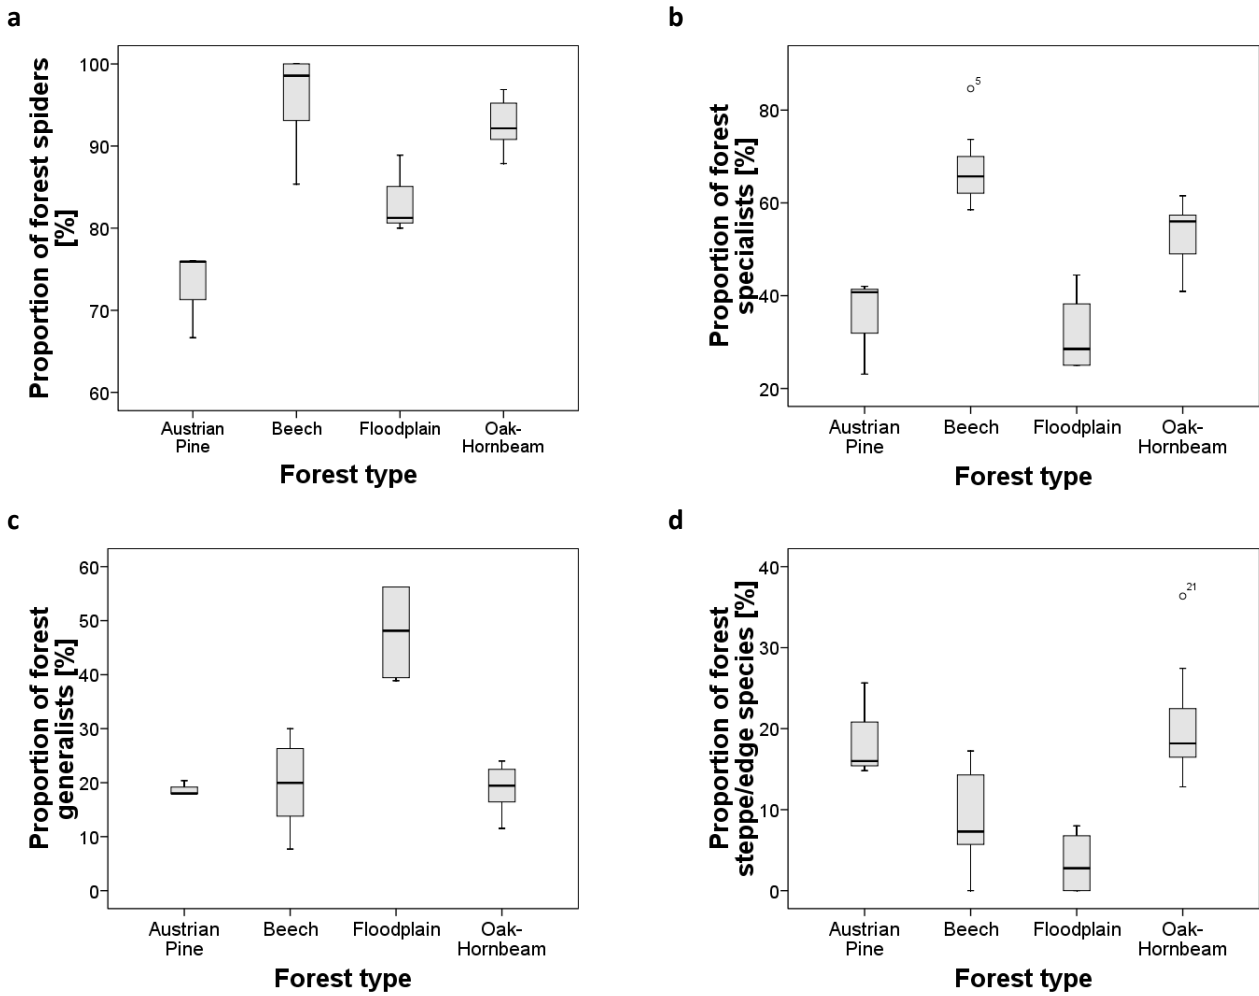 a
Proportion of forest spiders
[%]
100
90
80
70
60
Austrian
Pine
Beech
Floodplain
Oak-
Hornbeam
Forest type
b
Proportion of forest
specialists [%]
5
80
60
40
20
Austrian
Pine
Beech
Floodplain
Oak-
Hornbeam
Forest type
c
Proportion of forest
generalists [%]
60
50
40
30
20
10
0
Austrian
Pine
Beech
Floodplain
Oak-
Hornbeam
Forest type
d
Proportion of forest
steppe/edge species [%]
21
40
30
20
10
0
Austrian
Pine
Beech
Floodplain
Oak-
Hornbeam
Forest type